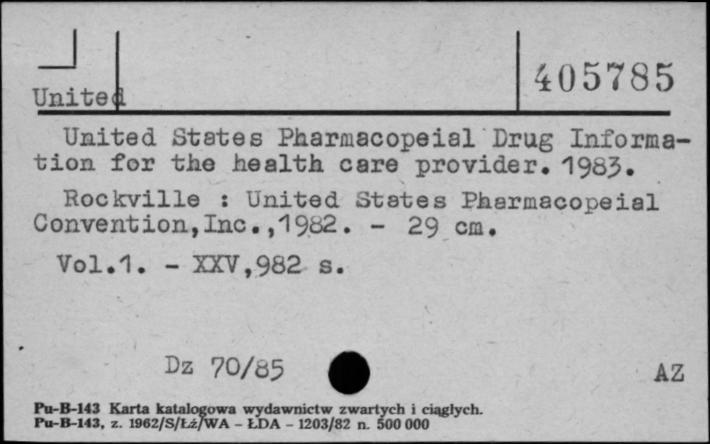 405785
United
United States Pharmacopeial Drug Informa-
tion for the health care provider. 1983.
Rockville : United States Pharmacopeial
Convention,Inc.,1982. - 29 cm.
Vol.1. - XXV,982 s.
Dz 70/85
AZ
Pu-B-143 Karta katalogowa wydawnictw zwartych i ciągłych.
Pu-B-143, z. 1962/S/Łż/WA - ŁDA - 1203/82 n. 500 000